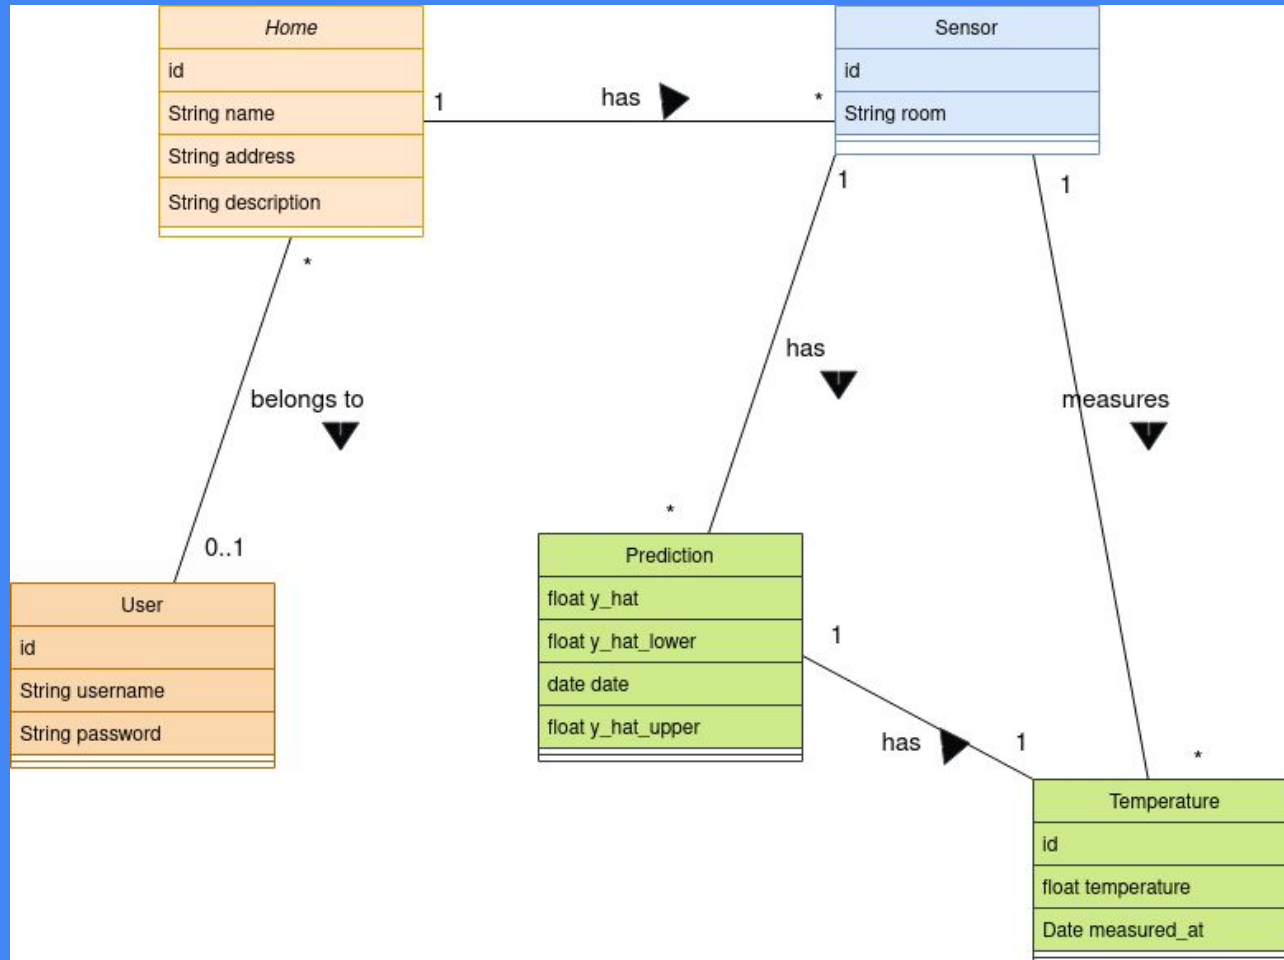 Home
id
String name
String address
String description
1
has
*
Sensor
id
String room
1
1
*
belongs to
0..1
has
measures
*
User
id
String username
String password
Prediction
float y_hat
float y_hat_lower
date date
float y_hat_upper
1
has
1
*
Temperature
id
float temperature
Date measured_at